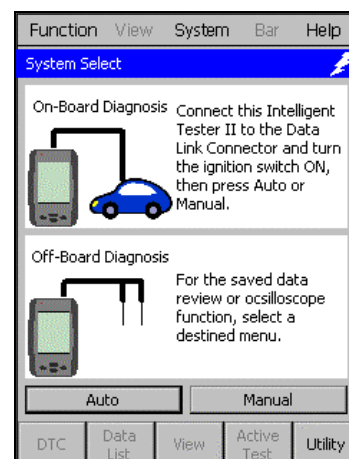 Function View System Bar Help
System Select
On-Board Diagnosis
Connect this Intelligent
Tester II to the Data
Link Connector and turn
the ignition switch ON,
then press Auto or
Manual.
Off-Board Diagnosis
For the saved data
review or ocsilloscope
function, select a
destined menu.
Auto Manual
DTC Data List View Active Test Utility